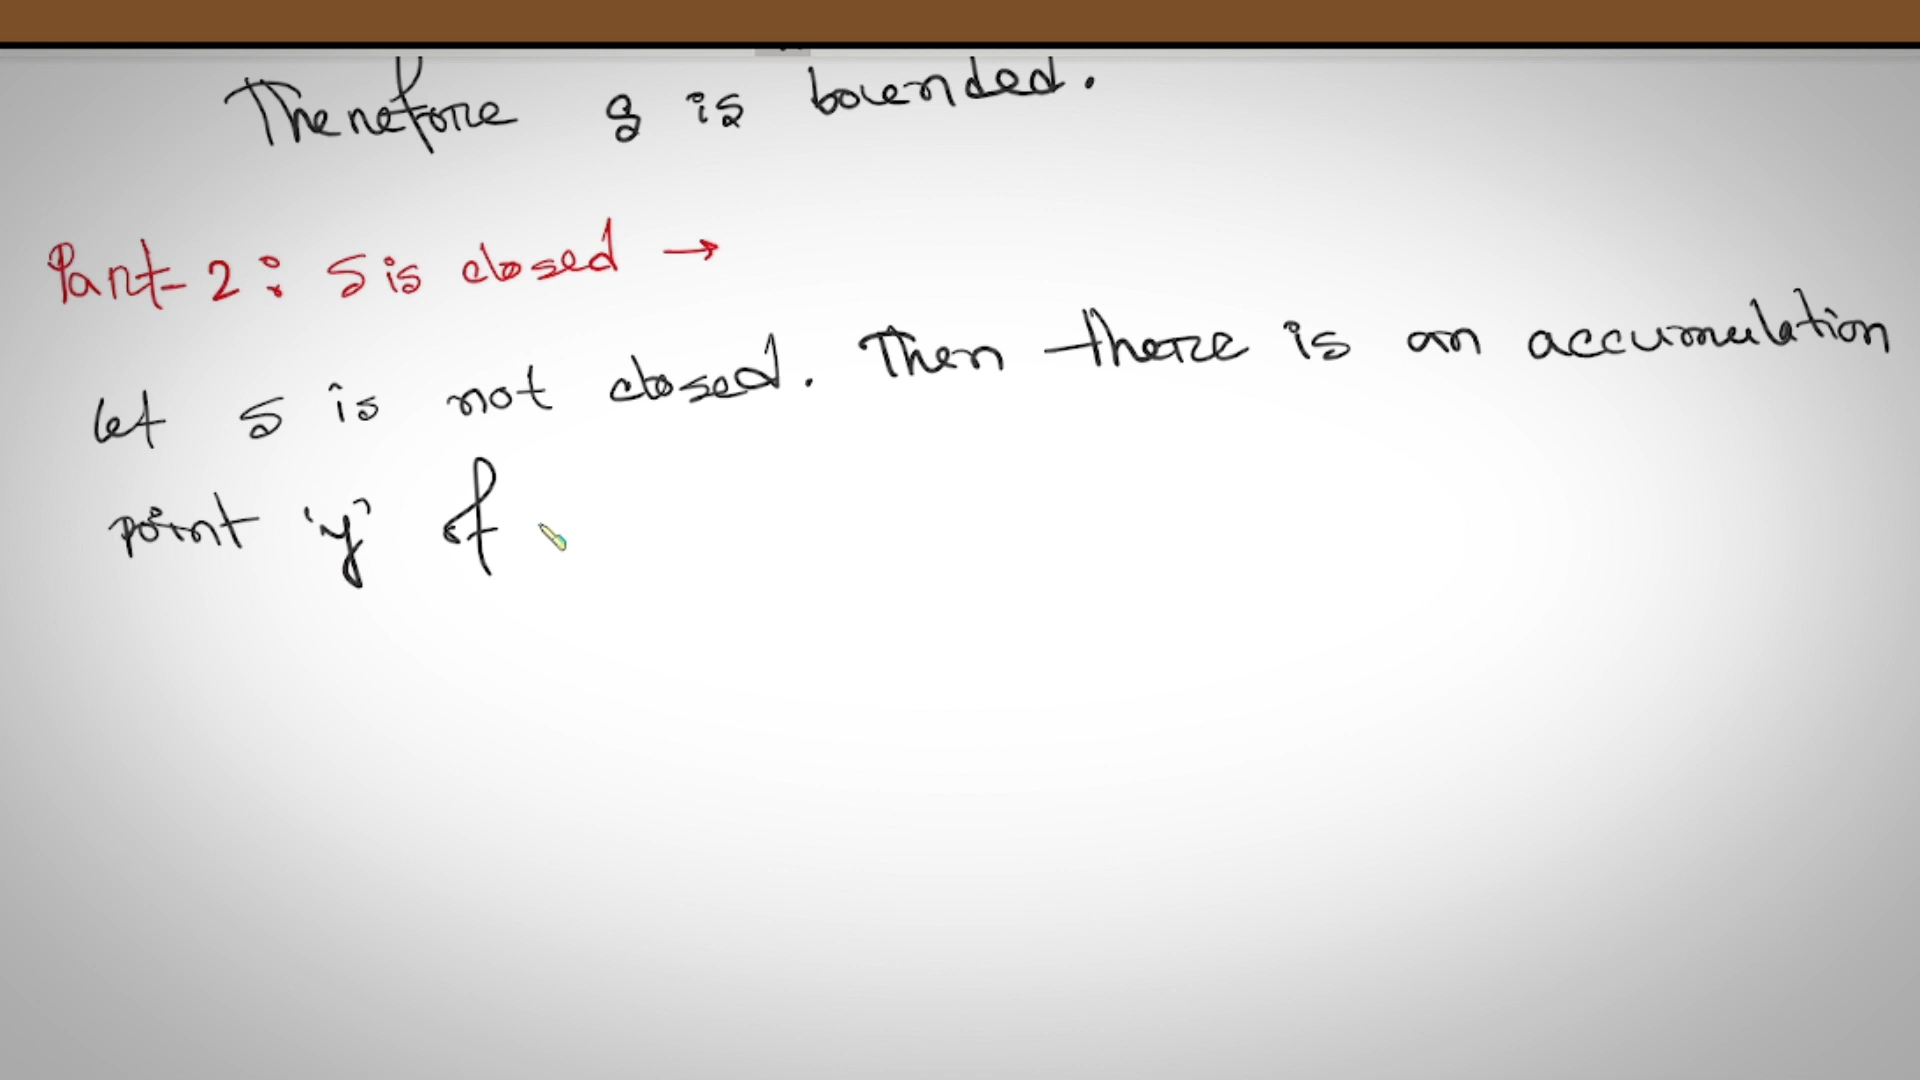 Therefore S is bounded.
Part-2: S is closed →
let S is not closed. Then there is an accumulation
point 'y' of